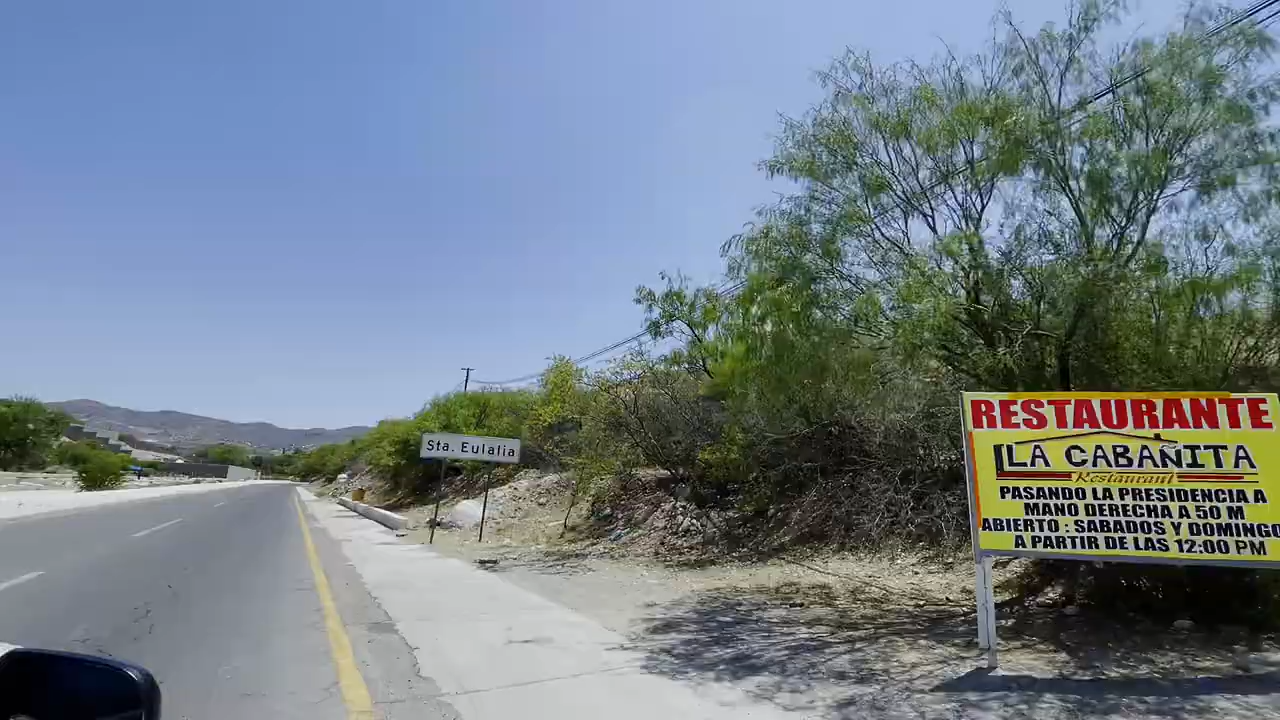 Sta. Eulalia
RESTAURANTE
LA CABAÑITA
Restaurant
PASANDO LA PRESIDENCIA A
MANO DERECHA A 50 M
ABIERTO : SABADOS Y DOMINGO
A PARTIR DE LAS 12:00 PM